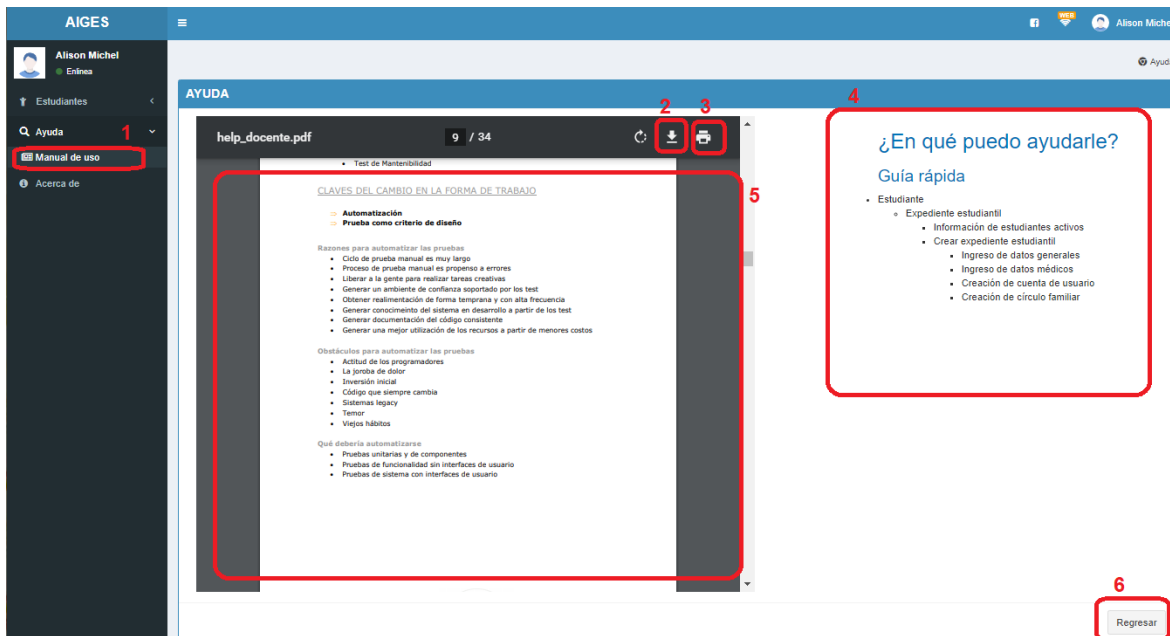 AIGES
WEB
Alison Miche
Alison Michel
Enlinea
Ayud
Estudiantes
AYUDA
Ayuda
1
Manual de uso
Acerca de
2
3
help_docente.pdf
9 / 34
• Test de Mantenibilidad
CLAVES DEL CAMBIO EN LA FORMA DE TRABAJO
Automatización
Prueba como criterio de diseño
Razones para automatizar las pruebas
• Ciclo de prueba manual es muy largo
• Proceso de prueba manual es propenso a errores
• Liberar a la gente para realizar tareas creativas
• Generar un ambiente de confianza soportado por los test
• Obtener realimentación de forma temprana y con alta frecuencia
• Generar conocimeinto del sistema en desarrollo a partir de los test
• Generar documentación del código consistente
• Generar una mejor utilización de los recursos a partir de menores costos
Obstáculos para automatizar las pruebas
• Actitud de los programadores
• La joroba de dolor
• Inversión inicial
• Código que siempre cambia
• Sistemas legacy
• Temor
• Viejos hábitos
Qué debería automatizarse
• Pruebas unitarias y de componentes
• Pruebas de funcionalidad sin interfaces de usuario
• Pruebas de sistema con interfaces de usuario
5
4
¿En qué puedo ayudarle?
Guía rápida
• Estudiante
◦ Expediente estudiantil
▪ Información de estudiantes activos
▪ Crear expediente estudiantil
▪ Ingreso de datos generales
▪ Ingreso de datos médicos
▪ Creación de cuenta de usuario
▪ Creación de círculo familiar
6
Regresar